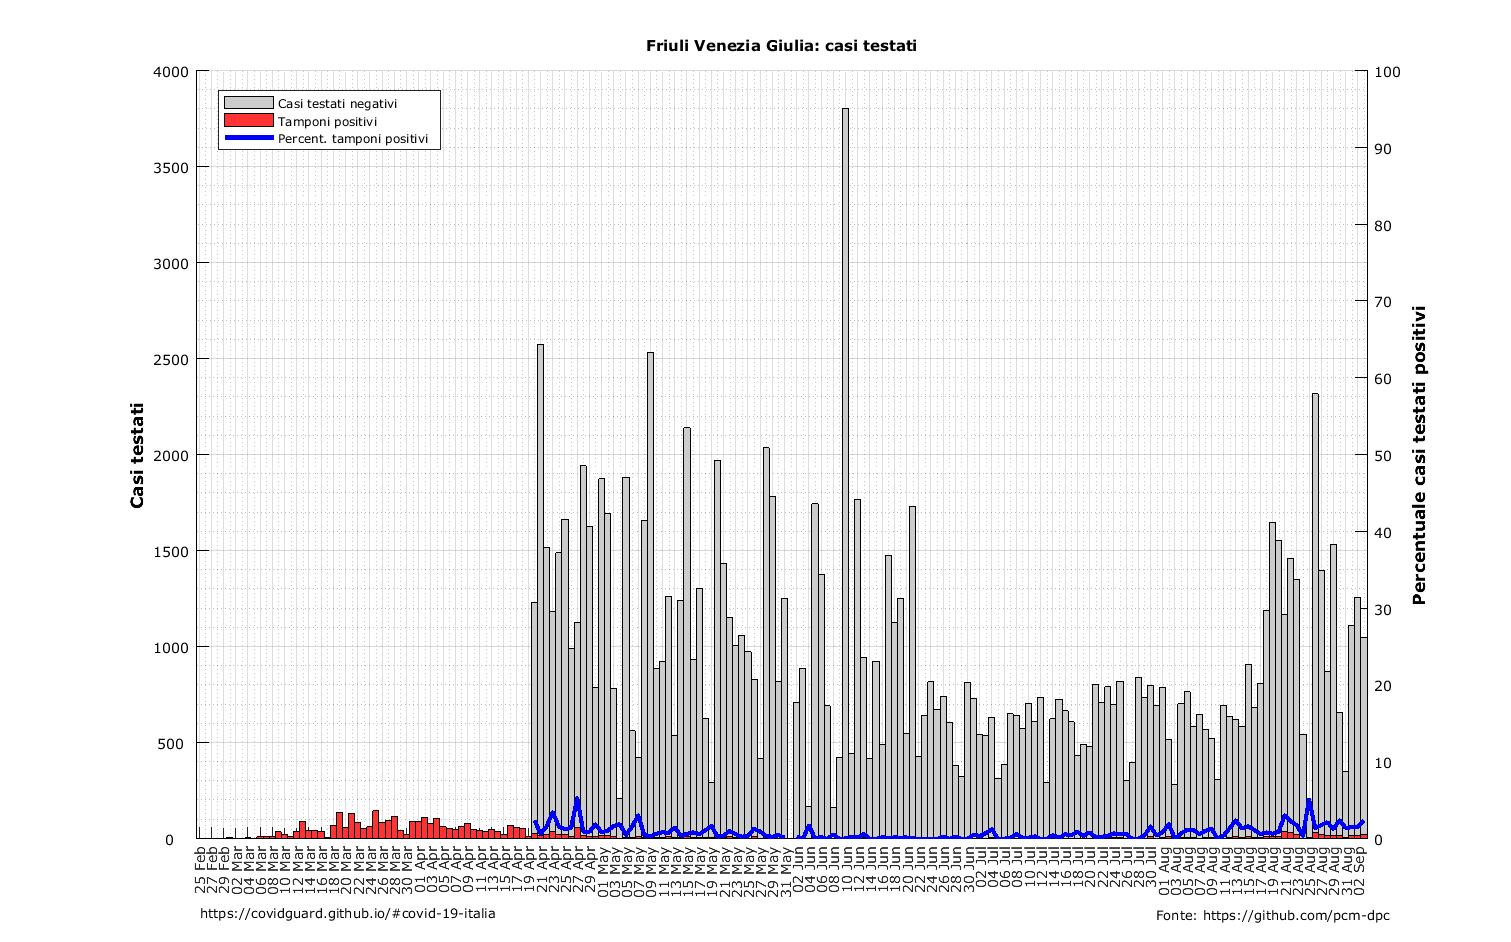 Friuli Venezia Giulia: casi testati
Casi testati negativi
Tamponi positivi
Percent. tamponi positivi
Casi testati
4000
3500
3000
2500
2000
1500
1000
500
0
100
90
80
70
60
50
40
30
20
10
0
Percentuale casi testati positivi
25 Feb
27 Feb
29 Feb
02 Mar
04 Mar
06 Mar
08 Mar
10 Mar
12 Mar
14 Mar
16 Mar
18 Mar
20 Mar
22 Mar
24 Mar
26 Mar
28 Mar
30 Mar
01 Apr
03 Apr
05 Apr
07 Apr
09 Apr
11 Apr
13 Apr
15 Apr
17 Apr
19 Apr
21 Apr
23 Apr
25 Apr
27 Apr
29 Apr
01 May
03 May
05 May
07 May
09 May
11 May
13 May
15 May
17 May
19 May
21 May
23 May
25 May
27 May
29 May
31 May
02 Jun
04 Jun
06 Jun
08 Jun
10 Jun
12 Jun
14 Jun
16 Jun
18 Jun
20 Jun
22 Jun
24 Jun
26 Jun
28 Jun
30 Jun
02 Jul
04 Jul
06 Jul
08 Jul
10 Jul
12 Jul
14 Jul
16 Jul
18 Jul
20 Jul
22 Jul
24 Jul
26 Jul
28 Jul
30 Jul
01 Aug
03 Aug
05 Aug
07 Aug
09 Aug
11 Aug
13 Aug
15 Aug
17 Aug
19 Aug
21 Aug
23 Aug
25 Aug
27 Aug
29 Aug
31 Aug
02 Sep
https://covidguard.github.io/#covid-19-italia
Fonte: https://github.com/pcm-dpc